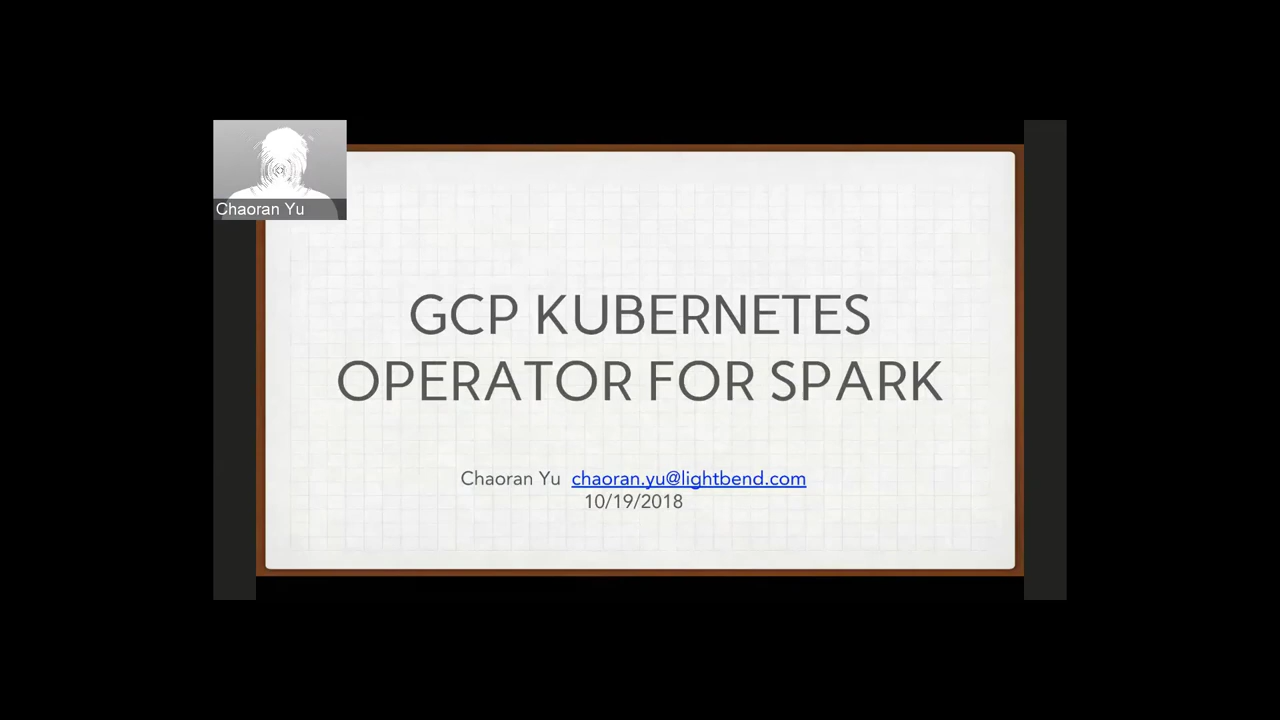 Chaoran Yu
GCP KUBERNETES
OPERATOR FOR SPARK
Chaoran Yu chaoran.yu@lightbend.com
10/19/2018